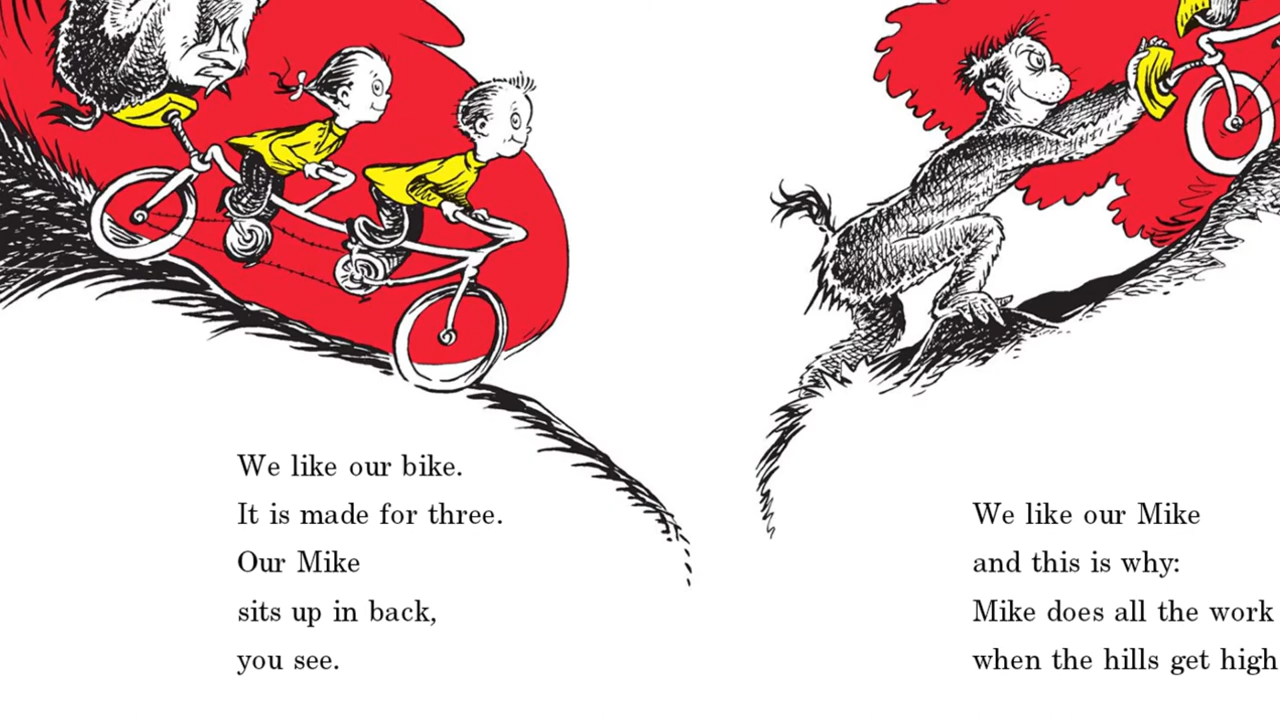 We like our bike.
It is made for three.
Our Mike
sits up in back,
you see.
We like our Mike
and this is why:
Mike does all the work
when the hills get high